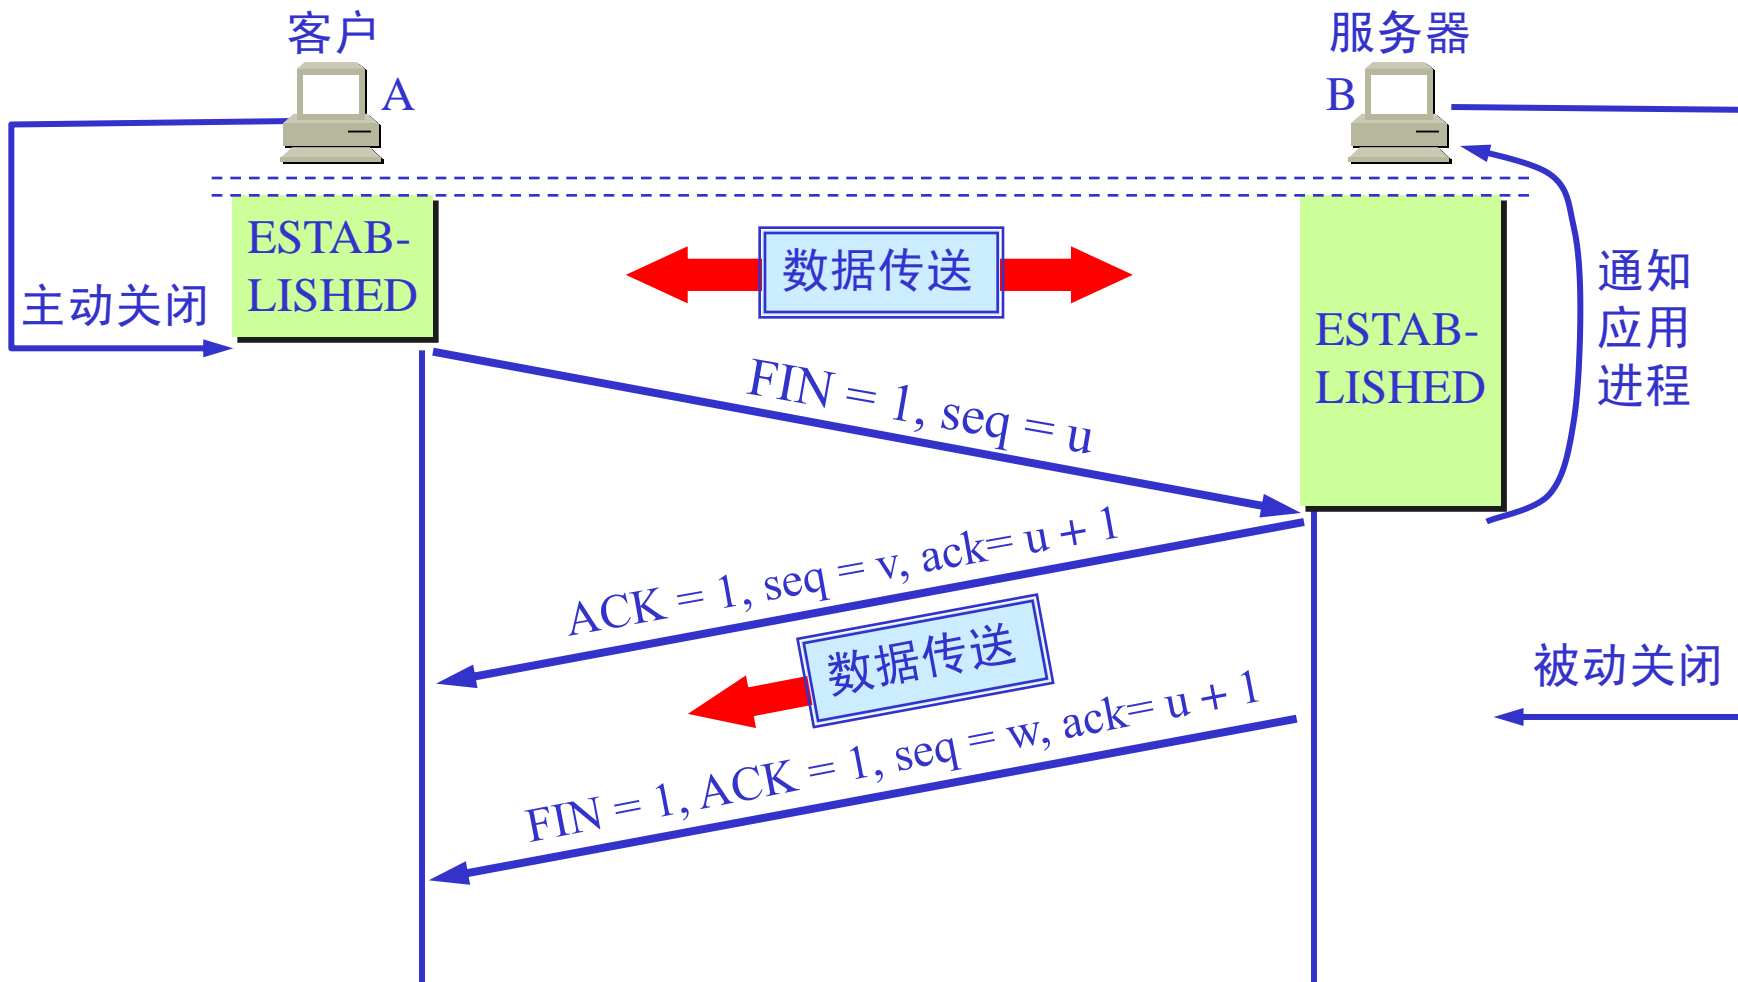 客户
服务器
A
B
ESTAB-
LISHED
数据传送
主动关闭
ESTAB-
LISHED
通知
应用
进程
FIN = 1, seq = u
ACK = 1, seq = v, ack= u + 1
数据传送
被动关闭
FIN = 1, ACK = 1, seq = w, ack= u + 1